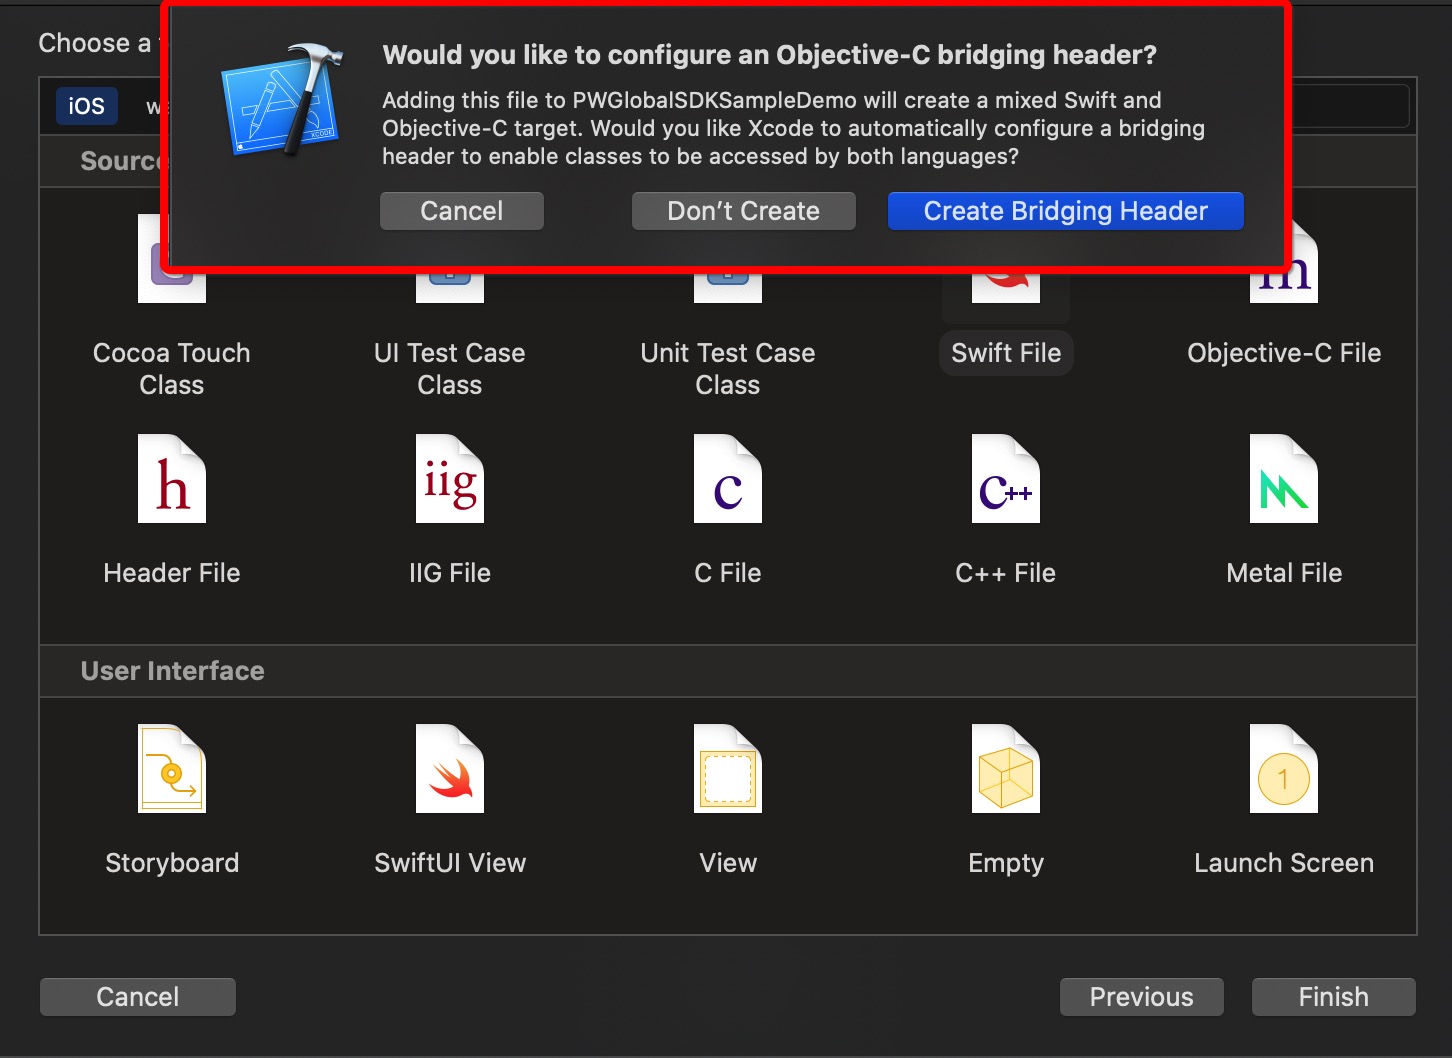 Choose a
Would you like to configure an Objective-C bridging header?
Adding this file to PWGlobalSDKSampleDemo will create a mixed Swift and
Objective-C target. Would you like Xcode to automatically configure a bridging
header to enable classes to be accessed by both languages?
Cancel Don’t Create Create Bridging Header
XCODE
iOS
Source
m
Cocoa Touch
Class
UI Test Case
Class
Unit Test Case
Class
Swift File
Objective-C File
h iig c c++
Header File IIG File C File C++ File Metal File
User Interface
1
Storyboard SwiftUI View View Empty Launch Screen
Cancel Previous Finish